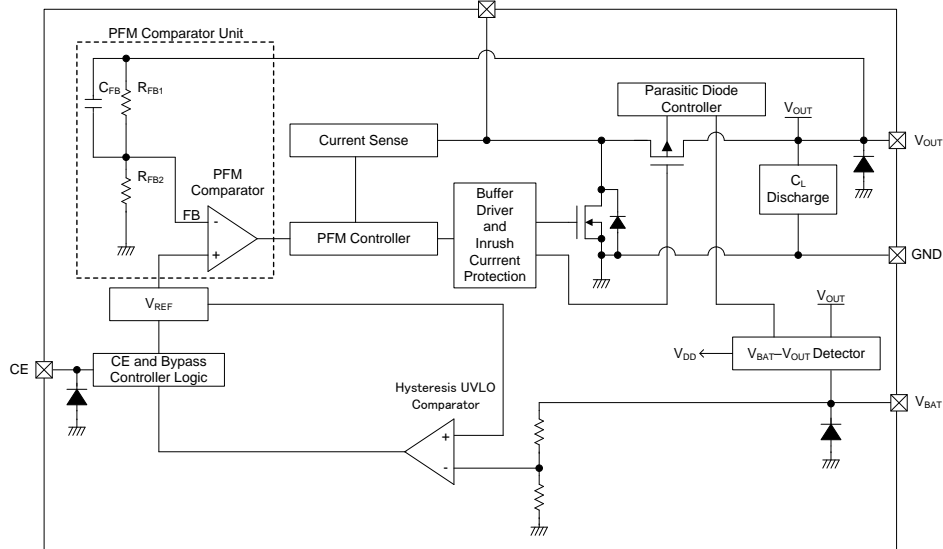 PFM Comparator Unit
CFB
RFB1
RFB2
FB
PFM
Comparator
-
+
Current Sense
PFM Controller
Buffer
Driver
and
Inrush
Currrent
Protection
Parasitic Diode
Controller
VOUT
VOUT
CL
Discharge
GND
VREF
CE
CE and Bypass
Controller Logic
Hysteresis UVLO
Comparator
+
-
VOUT
VDD
VBAT–VOUT Detector
VBAT